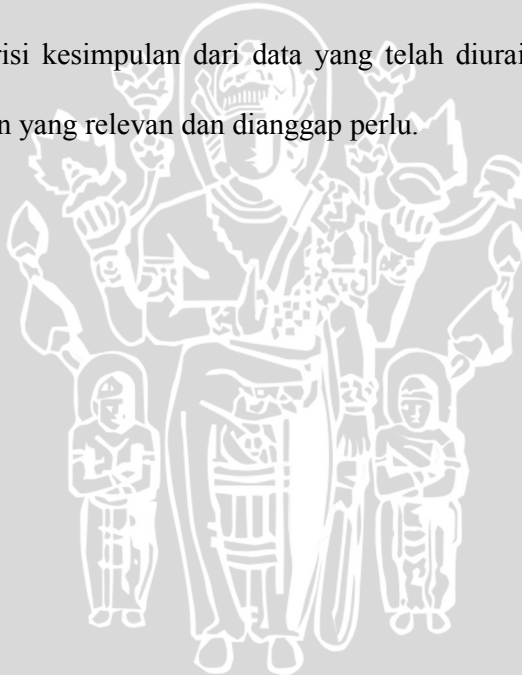 risi kesimpulan dari data yang telah diurai
n yang relevan dan dianggap perlu.